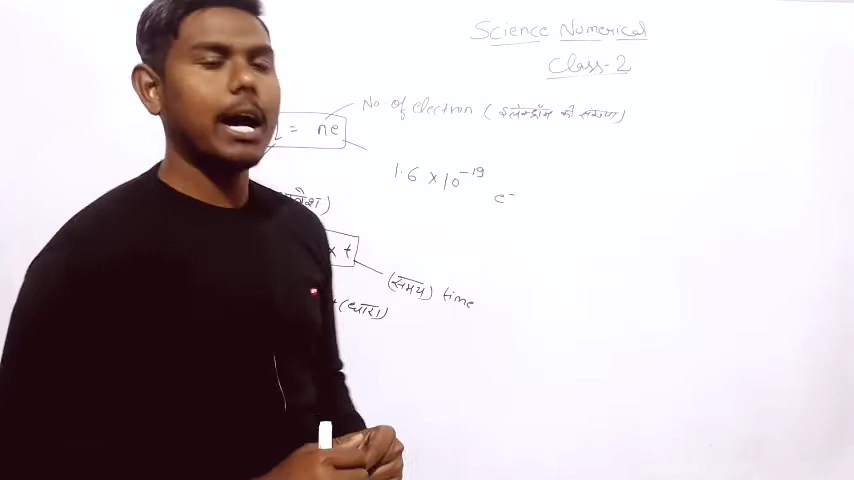 Science Numerical
Class-2
= ne
No. of electron (इलेक्ट्रॉन की संख्या)
1.6 × 10⁻¹⁹
e⁻
x t
(समय) time
(धारा)